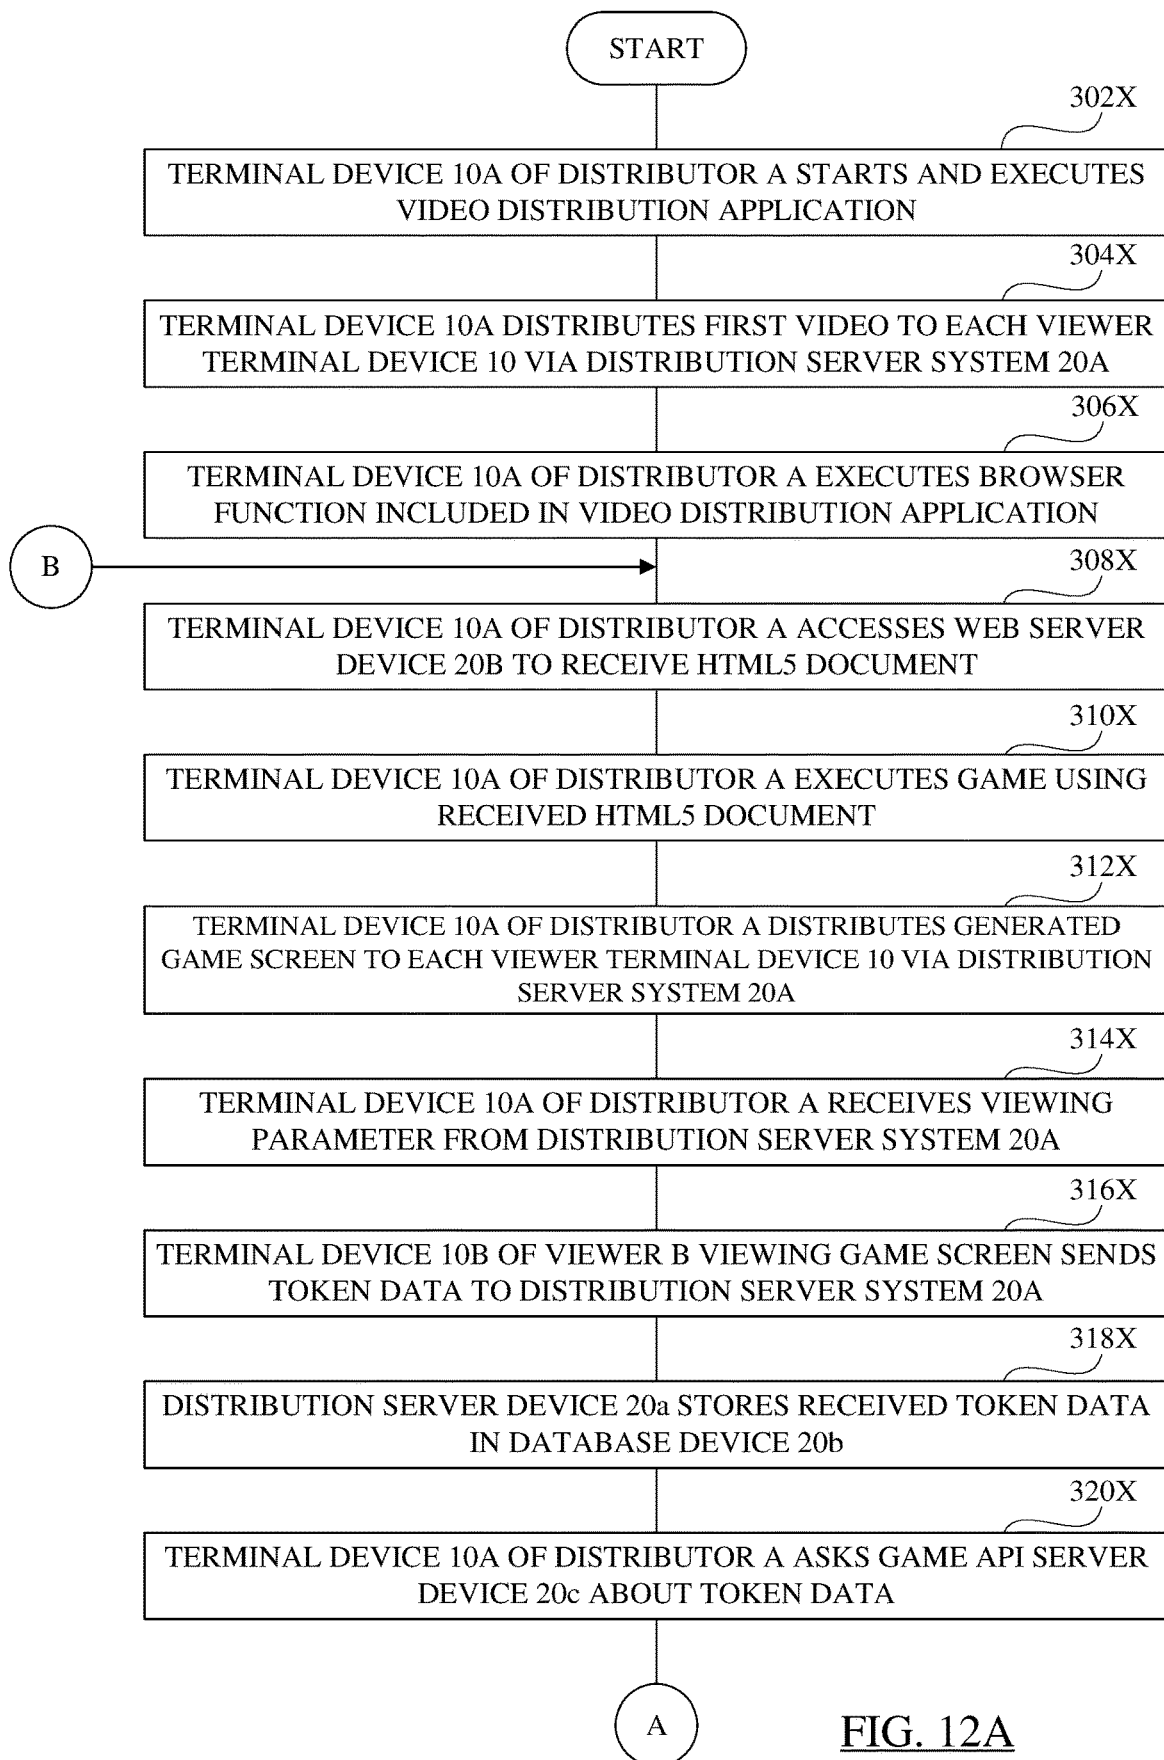 START
302X
TERMINAL DEVICE 10A OF DISTRIBUTOR A STARTS AND EXECUTES
VIDEO DISTRIBUTION APPLICATION
304X
TERMINAL DEVICE 10A DISTRIBUTES FIRST VIDEO TO EACH VIEWER
TERMINAL DEVICE 10 VIA DISTRIBUTION SERVER SYSTEM 20A
306X
TERMINAL DEVICE 10A OF DISTRIBUTOR A EXECUTES BROWSER
FUNCTION INCLUDED IN VIDEO DISTRIBUTION APPLICATION
B
308X
TERMINAL DEVICE 10A OF DISTRIBUTOR A ACCESSES WEB SERVER
DEVICE 20B TO RECEIVE HTML5 DOCUMENT
310X
TERMINAL DEVICE 10A OF DISTRIBUTOR A EXECUTES GAME USING
RECEIVED HTML5 DOCUMENT
312X
TERMINAL DEVICE 10A OF DISTRIBUTOR A DISTRIBUTES GENERATED
GAME SCREEN TO EACH VIEWER TERMINAL DEVICE 10 VIA DISTRIBUTION
SERVER SYSTEM 20A
314X
TERMINAL DEVICE 10A OF DISTRIBUTOR A RECEIVES VIEWING
PARAMETER FROM DISTRIBUTION SERVER SYSTEM 20A
316X
TERMINAL DEVICE 10B OF VIEWER B VIEWING GAME SCREEN SENDS
TOKEN DATA TO DISTRIBUTION SERVER SYSTEM 20A
318X
DISTRIBUTION SERVER DEVICE 20a STORES RECEIVED TOKEN DATA
IN DATABASE DEVICE 20b
320X
TERMINAL DEVICE 10A OF DISTRIBUTOR A ASKS GAME API SERVER
DEVICE 20c ABOUT TOKEN DATA
A
FIG. 12A